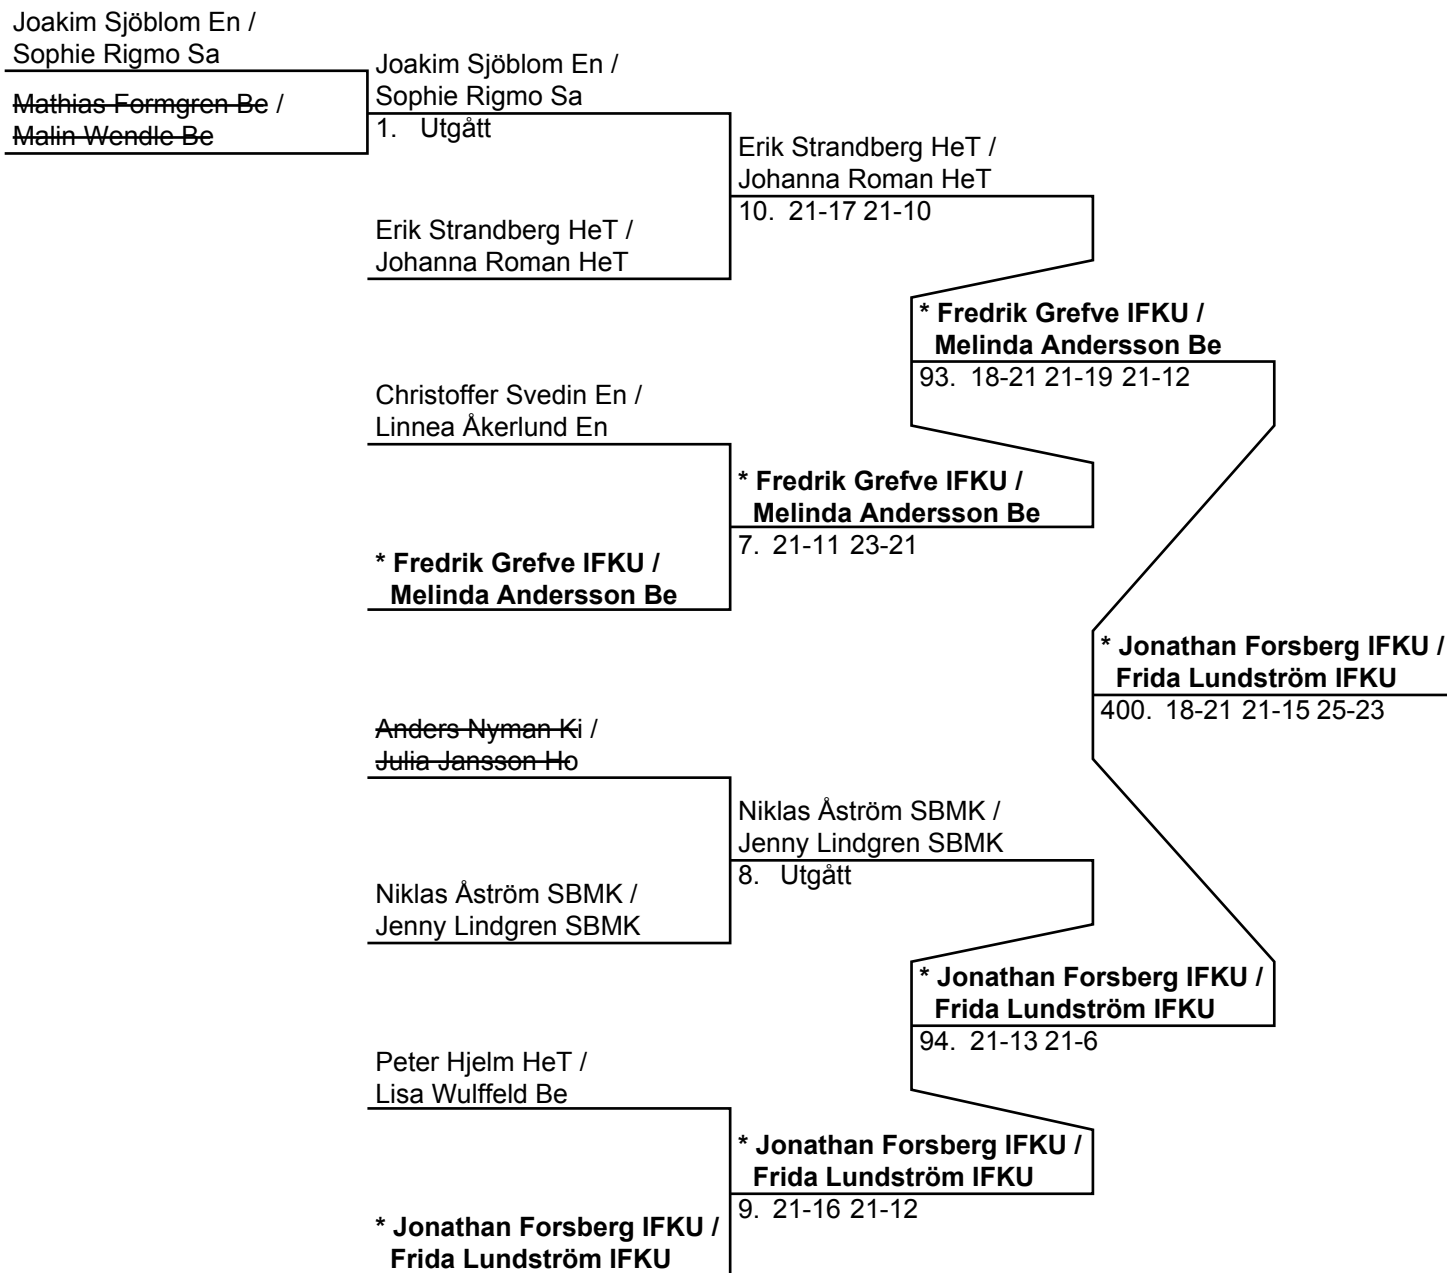 Joakim Sjöblom En /
Sophie Rigmo Sa
Mathias Formgren Be /
Malin Wendle Be
Joakim Sjöblom En /
Sophie Rigmo Sa
1. Utgått
Erik Strandberg HeT /
Johanna Roman HeT
Erik Strandberg HeT /
Johanna Roman HeT
10. 21-17 21-10
Christoffer Svedin En /
Linnea Åkerlund En
* Fredrik Grefve IFKU /
Melinda Andersson Be
* Fredrik Grefve IFKU /
Melinda Andersson Be
7. 21-11 23-21
* Fredrik Grefve IFKU /
Melinda Andersson Be
93. 18-21 21-19 21-12
Anders Nyman Ki /
Julia Jansson Ho
Niklas Åström SBMK /
Jenny Lindgren SBMK
Niklas Åström SBMK /
Jenny Lindgren SBMK
8. Utgått
Peter Hjelm HeT /
Lisa Wulffeld Be
* Jonathan Forsberg IFKU /
Frida Lundström IFKU
* Jonathan Forsberg IFKU /
Frida Lundström IFKU
9. 21-16 21-12
* Jonathan Forsberg IFKU /
Frida Lundström IFKU
94. 21-13 21-6
* Jonathan Forsberg IFKU /
Frida Lundström IFKU
400. 18-21 21-15 25-23